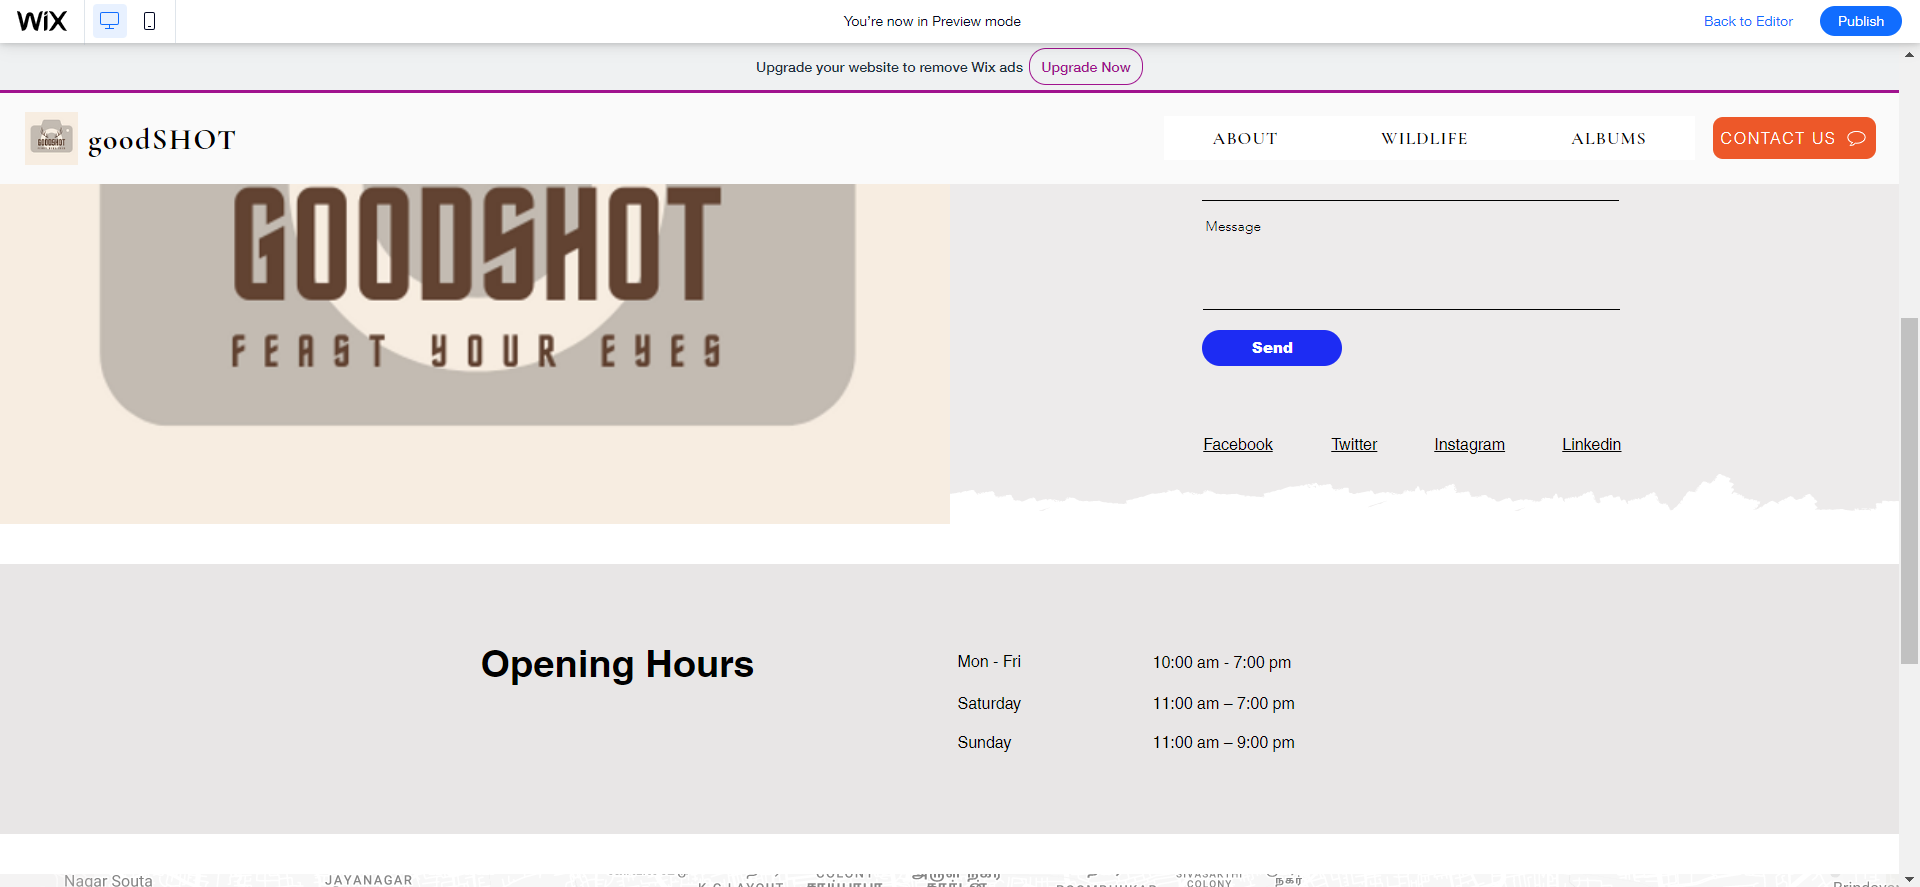 WiX
You're now in Preview mode
Back to Editor
Publish
Upgrade your website to remove Wix ads
Upgrade Now
GOODSHOT
goodSHOT
ABOUT
WILDLIFE
ALBUMS
CONTACT US
GOODSHOT
FEAST YOUR EYES
Message
Send
Facebook
Twitter
Instagram
Linkedin
Opening Hours
Mon - Fri
10:00 am - 7:00 pm
Saturday
11:00 am – 7:00 pm
Sunday
11:00 am – 9:00 pm
Nagar Souta
JAYANAGAR
COLONY
K.G LAYOUT
SIVASAKTHI
COLONY
நகர்